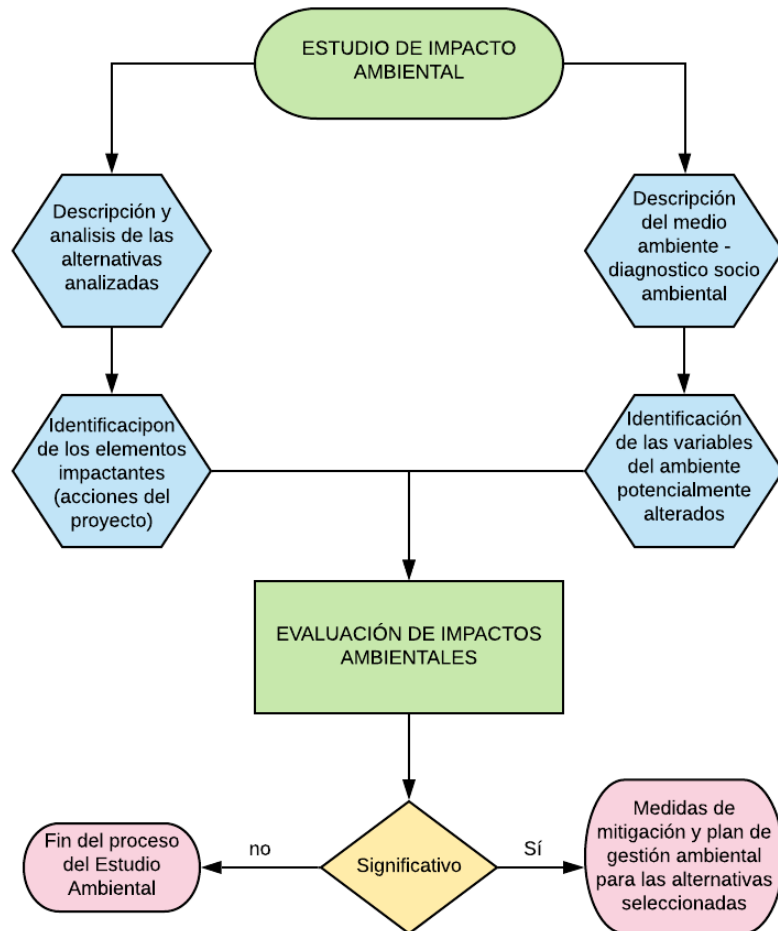 ESTUDIO DE IMPACTO
AMBIENTAL
Descripción y
analisis de las
alternativas
analizadas
Descripción
del medio
ambiente -
diagnostico socio
ambiental
Identificacipon
de los elementos
impactantes
(acciones del
proyecto)
Identificación
de las variables
del ambiente
potencialmente
alterados
EVALUACIÓN DE IMPACTOS
AMBIENTALES
Fin del proceso
del Estudio
Ambiental
no
Significativo
Sí
Medidas de
mitigación y plan de
gestión ambiental
para las alternativas
seleccionadas